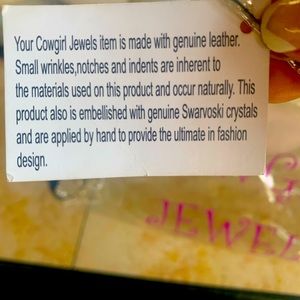 Your Cowgirl Jewels item is made with genuine leather.
Small wrinkles,notches and indents are inherent to
the materials used on this product and occur naturally. This
product also is embellished with genuine Swarvoski crystals
and are applied by hand to provide the ultimate in fashion
design.